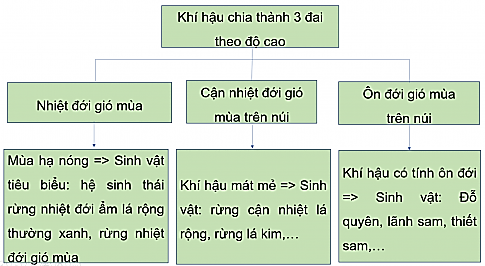 Khí hậu chia thành 3 đai
theo độ cao
Nhiệt đới gió mùa
Cận nhiệt đới gió
mùa trên núi
Ôn đới gió mùa
trên núi
Mùa hạ nóng => Sinh vật
tiêu biểu: hệ sinh thái
rừng nhiệt đới ẩm lá rộng
thường xanh, rừng nhiệt
đới gió mùa
Khí hậu mát mẻ => Sinh
vật: rừng cận nhiệt lá
rộng, rừng lá kim,...
Khí hậu có tính ôn đới
=> Sinh vật: Đỗ
quyên, lãnh sam, thiết
sam,...